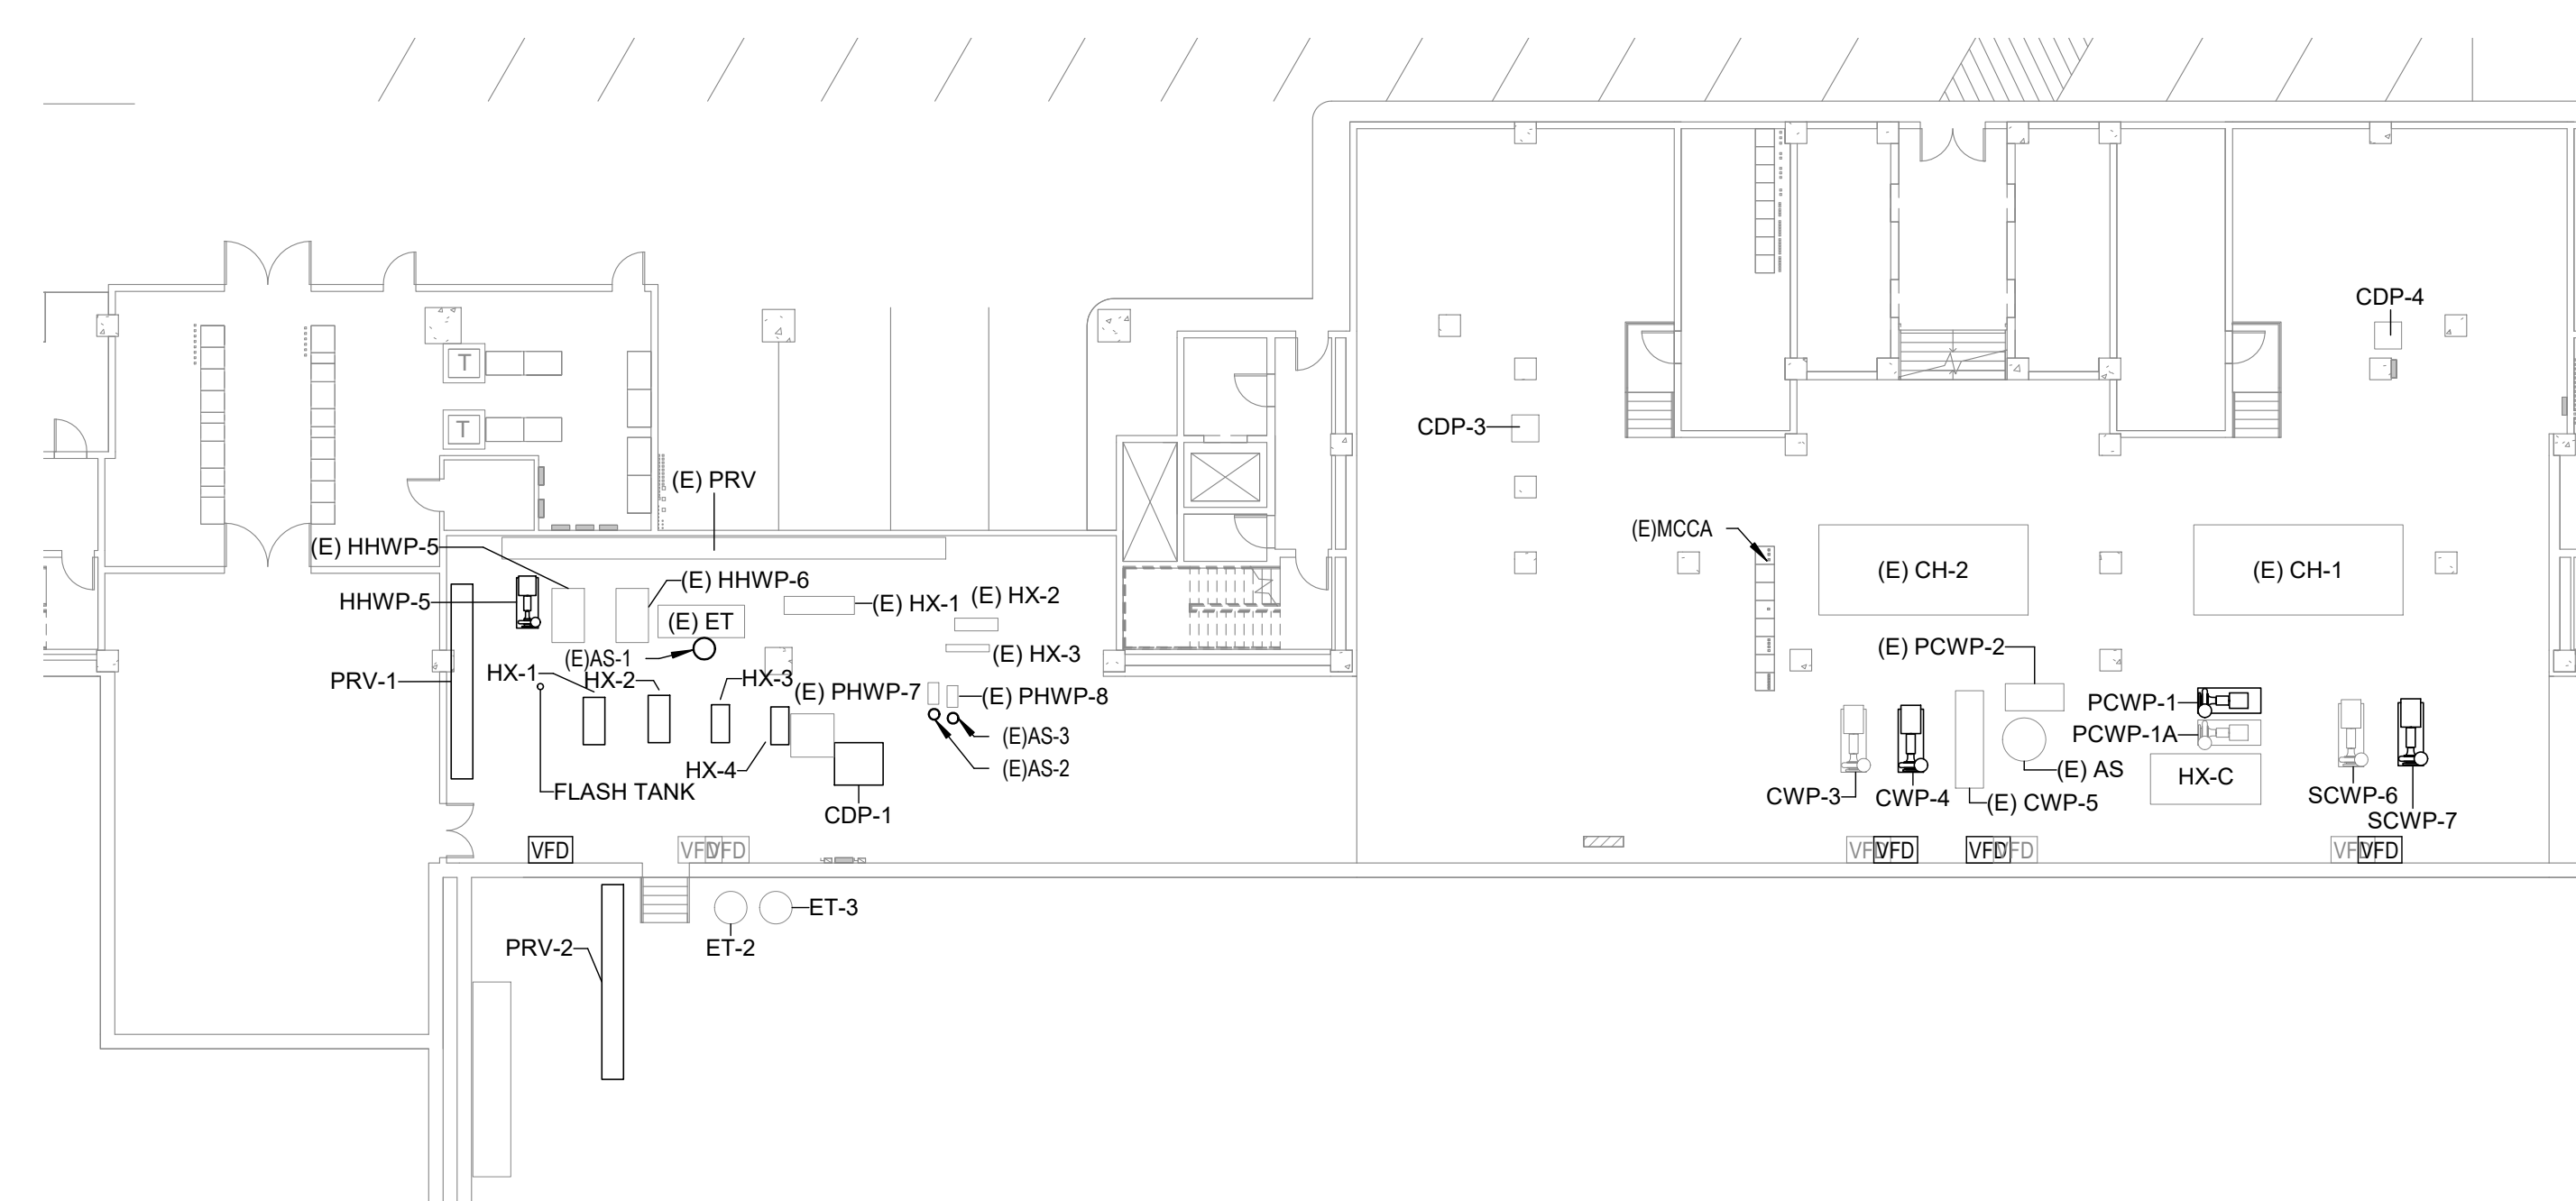 CDP-4
T
T
CDP-3
(E) PRV
(E)MCCA
(E) HHWP-5
(E) CH-2
(E) CH-1
(E) HHWP-6
HHWP-5
(E) HX-1
(E) HX-2
(E) ET
(E) PCWP-2
(E)AS-1
(E) HX-3
HX-1
HX-2
HX-3
PRV-1
(E) PHWP-7
(E) PHWP-8
PCWP-1
(E)AS-3
PCWP-1A
(E)AS-2
HX-4
(E) AS
HX-C
FLASH TANK
CWP-3
CWP-4
(E) CWP-5
SCWP-6
CDP-1
SCWP-7
VFD
VFD
VFD
VFD
VFD
VFD
VFD
VFD
VFD
ET-3
PRV-2
ET-2